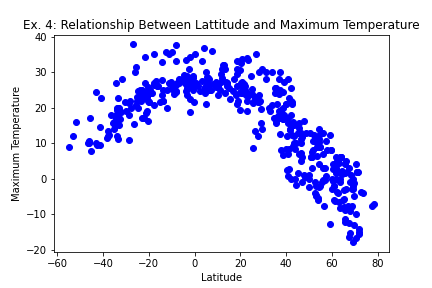 Ex. 4: Relationship Between Lattitude and Maximum Temperature
40
30
20
10
0
−10
−20
Maximum Temperature
−60 −40 −20 0 20 40 60 80
Latitude